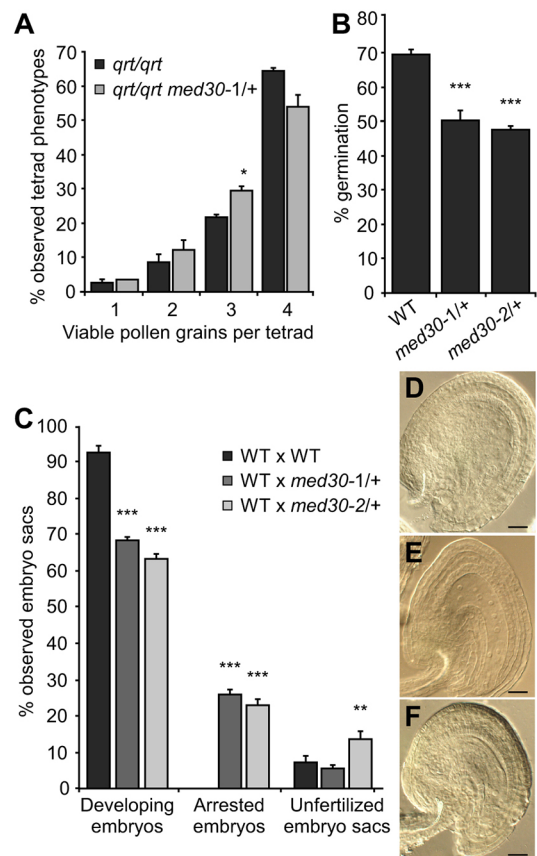 A
% observed tetrad phenotypes
70
60
50
40
30
20
10
0
qrt/qrt
qrt/qrt med30-1/+
*
1 2 3 4
Viable pollen grains per tetrad
B
% germination
80
70
60
50
40
30
20
10
0
***
***
WT
med30-1/+
med30-2/+
C
% observed embryo sacs
100
90
80
70
60
50
40
30
20
10
0
WT x WT
WT x med30-1/+
WT x med30-2/+
***
***
***
***
**
Developing embryos
Arrested embryos
Unfertilized embryo sacs
D
E
F